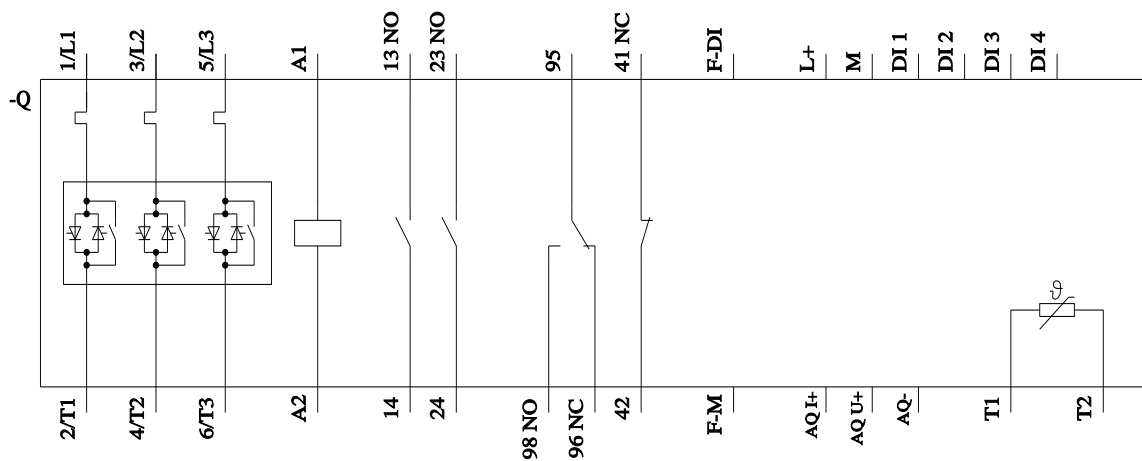 1/L1
3/L2
5/L3
A1
13 NO
23 NO
95
41 NC
F-DI
L+
M
DI 1
DI 2
DI 3
DI 4
-Q
ϑ
2/T1
4/T2
6/T3
A2
14
24
98 NO
96 NC
42
F-M
AQ I+
AQ U+
AQ-
T1
T2